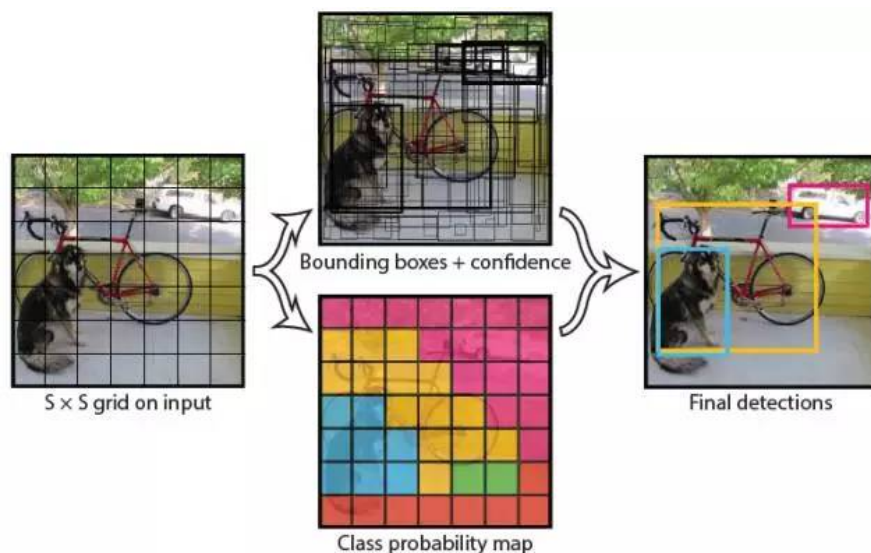 Bounding boxes + confidence
S × S grid on input
Final detections
Class probability map